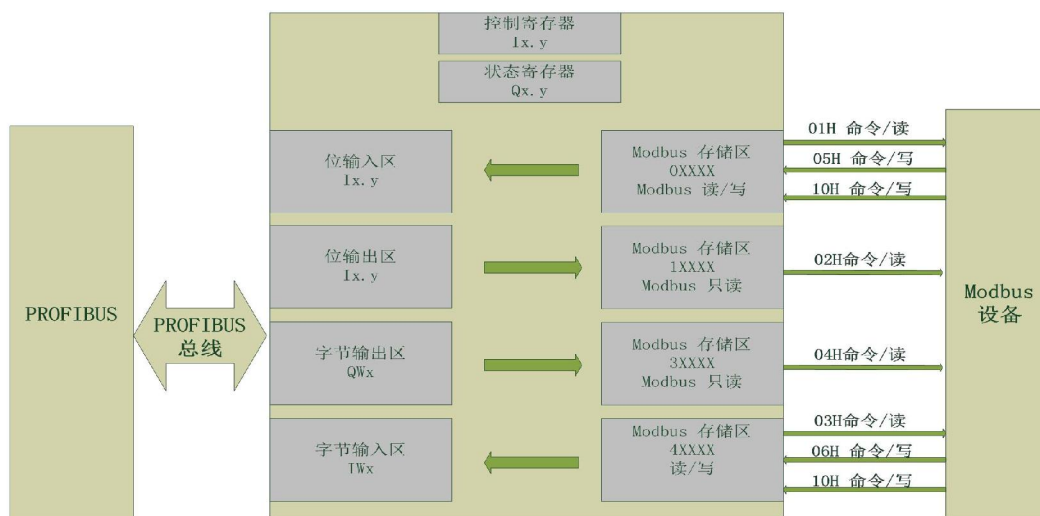 控制寄存器
Ix.y
状态寄存器
Qx.y
PROFIBUS
PROFIBUS
总线
位输入区
Ix.y
Modbus 存储区
0XXXX
Modbus 读/写
01H 命令/读
05H 命令/写
10H 命令/写
位输出区
Ix.y
Modbus 存储区
1XXXX
Modbus 只读
02H命令/读
字节输出区
QWx
Modbus 存储区
3XXXX
Modbus 只读
04H命令/读
字节输入区
IWx
Modbus 存储区
4XXXX
读/写
03H命令/读
06H 命令/写
10H 命令/写
Modbus
设备